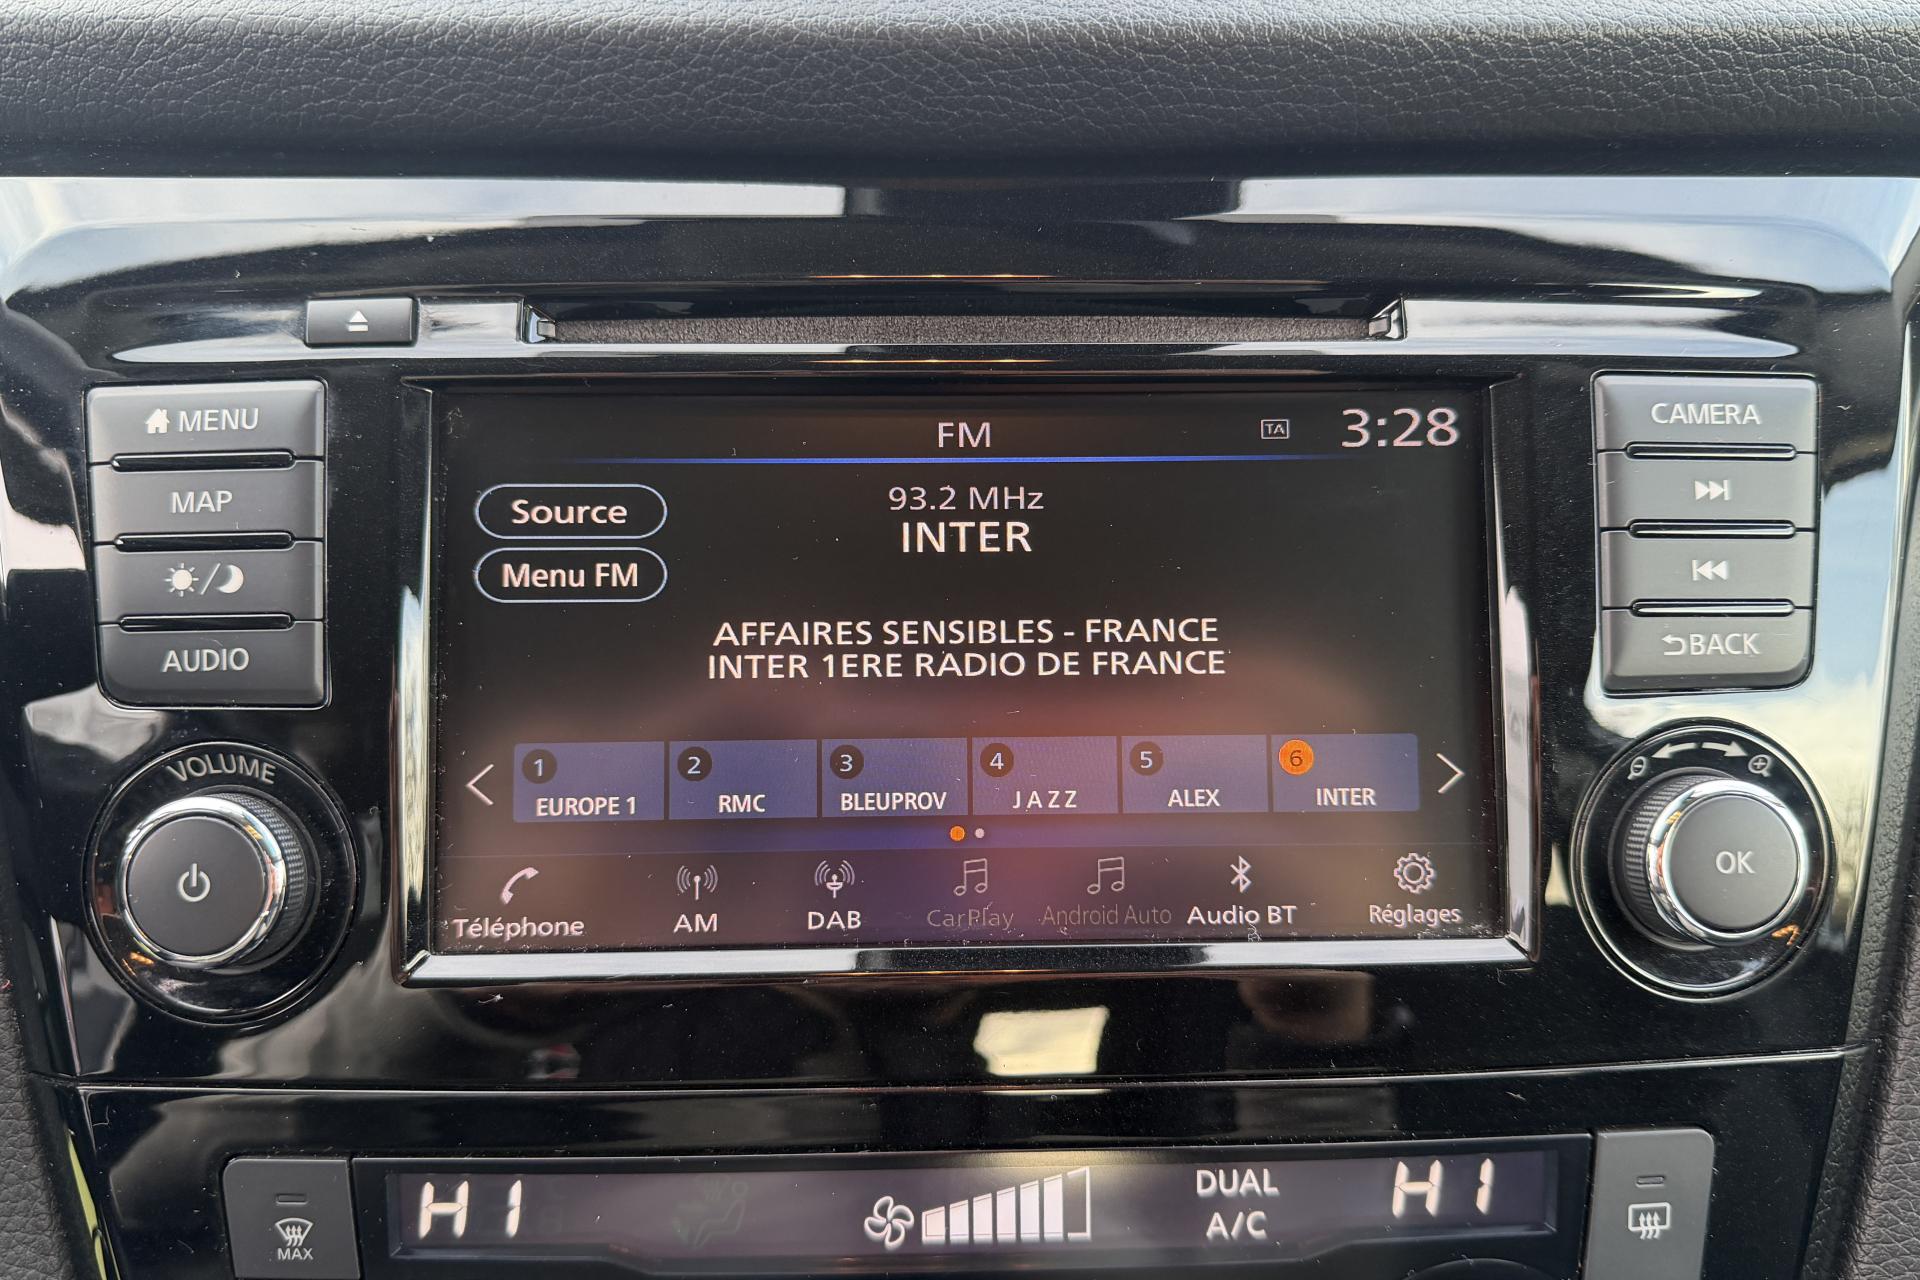 MENU
MAP
AUDIO
VOLUME
FM
TA
3:28
Source
93.2 MHz
INTER
Menu FM
AFFAIRES SENSIBLES - FRANCE
INTER 1ERE RADIO DE FRANCE
1
EUROPE 1
2
RMC
3
BLEUPROV
4
JAZZ
5
ALEX
6
INTER
Téléphone
AM
DAB
CarPlay
Android Auto
Audio BT
Réglages
CAMERA
BACK
OK
MAX
HI
DUAL
A/C
HI